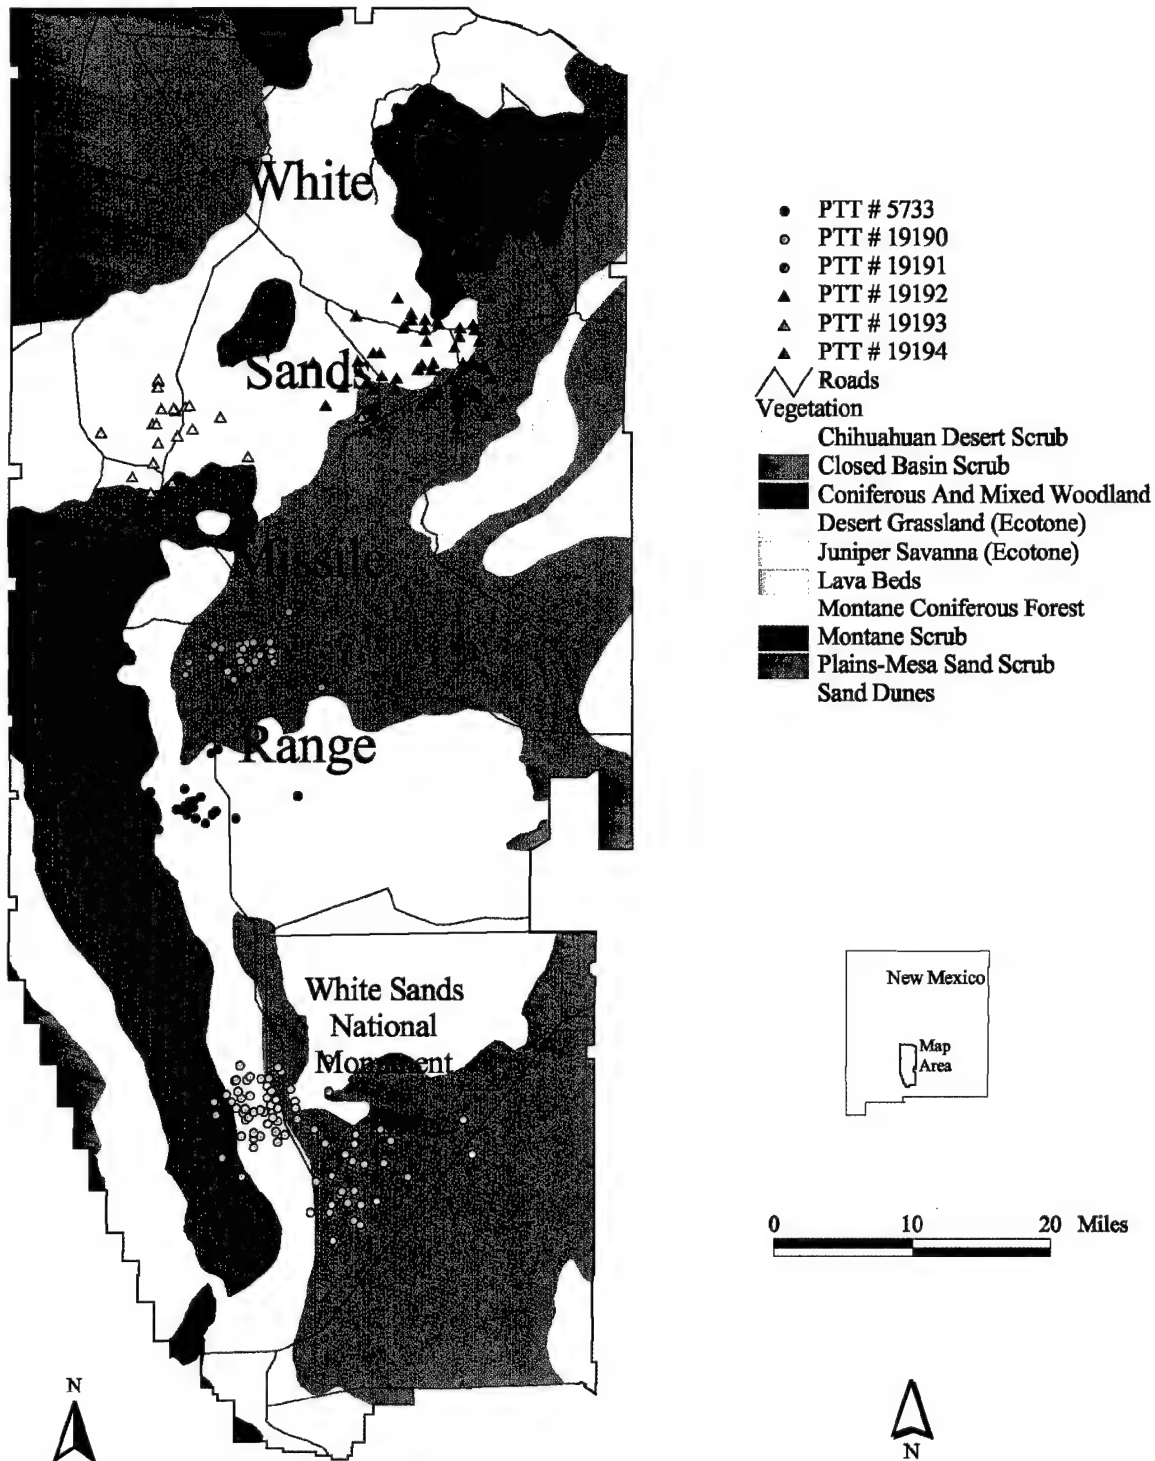 White
Sands
Missile
Range
White Sands
National
Monument
N
PTT # 5733
PTT # 19190
PTT # 19191
PTT # 19192
PTT # 19193
PTT # 19194
Roads
Vegetation
Chihuahuan Desert Scrub
Closed Basin Scrub
Coniferous And Mixed Woodland
Desert Grassland (Ecotone)
Juniper Savanna (Ecotone)
Lava Beds
Montane Coniferous Forest
Montane Scrub
Plains-Mesa Sand Scrub
Sand Dunes
New Mexico
Map
Area
0 10 20 Miles
N